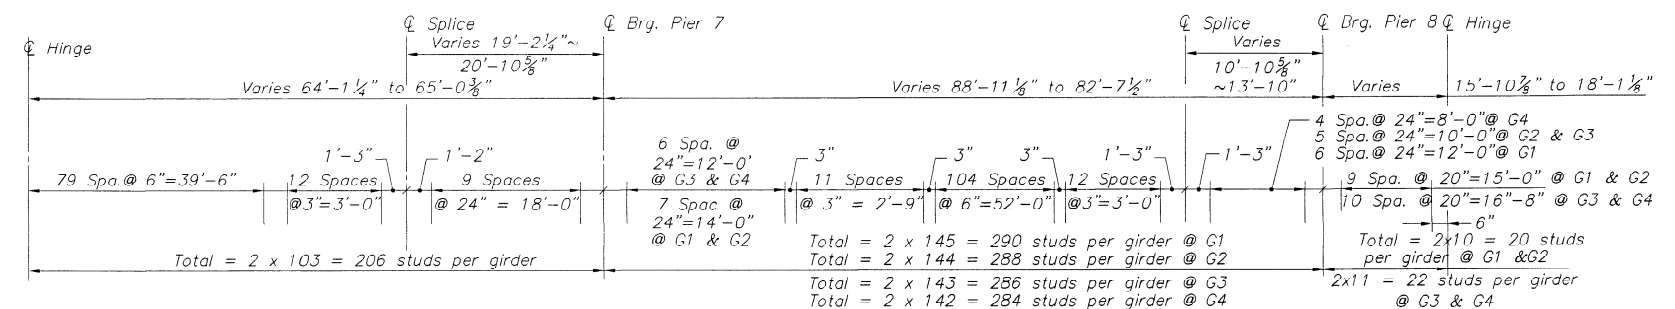 ℄ Hinge
℄ Splice
Varies 19'-2¼"~
20'-10⅝"
℄ Brg. Pier 7
℄ Splice
Varies
10'-10⅝"
~13'-10"
℄ Brg. Pier 8
℄ Hinge
Varies 64'-1¼" to 65'-0⅜"
Varies 88'-11⅛" to 82'-7½"
Varies 15'-10⅞" to 18'-1⅛"
4 Spa.@ 24"=8'-0"@ G4
5 Spa.@ 24"=10'-0"@ G2 & G3
6 Spa.@ 24"=12'-0"@ G1
79 Spa.@ 6"=39'-6"
12 Spaces
@3"=3'-0"
1'-3"
1'-2"
9 Spaces
@ 24" = 18'-0"
6 Spa. @
24"=12'-0'
@ G3 & G4
7 Spac @
24"=14'-0"
@ G1 & G2
3"
11 Spaces
@ 3" = 2'-9"
3"
104 Spaces
@ 6"=52'-0"
3"
12 Spaces
@3"=3'-0"
1'-3"
1'-3"
9 Spa. @ 20"=15'-0" @ G1 & G2
10 Spa. @ 20"=16"-8" @ G3 & G4
6"
Total = 2 x 103 = 206 studs per girder
Total = 2 x 145 = 290 studs per girder @ G1
Total = 2 x 144 = 288 studs per girder @ G2
Total = 2 x 143 = 286 studs per girder @ G3
Total = 2 x 142 = 284 studs per girder @ G4
Total = 2x10 = 20 studs
per girder @ G1 &G2
2x11 = 22 studs per girder
@ G3 & G4